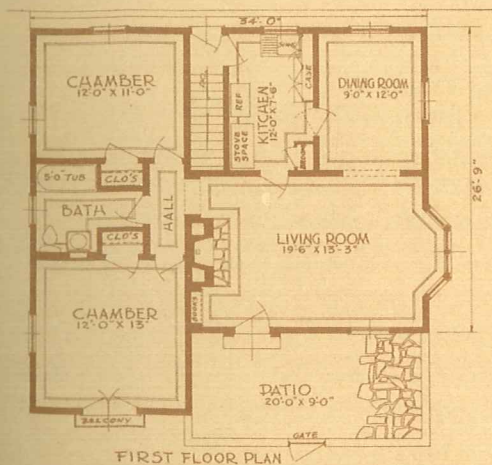 34'-0"
CHAMBER
12'-0" X 11'-0"
REF
STOVE SPACE
KITCHEN
12'-0" X 7'-6"
SINK
CASE
BROOM
DINING ROOM
9'-0" X 12'-0"
26'-9"
5'-0" TUB
CLO'S
BATH
HALL
CLO'S
LIVING ROOM
19'-6" X 13'-3"
BOOKS
CHAMBER
12'-0" X 13'
BALCONY
PATIO
20'-0" X 9'-0"
GATE
FIRST FLOOR PLAN